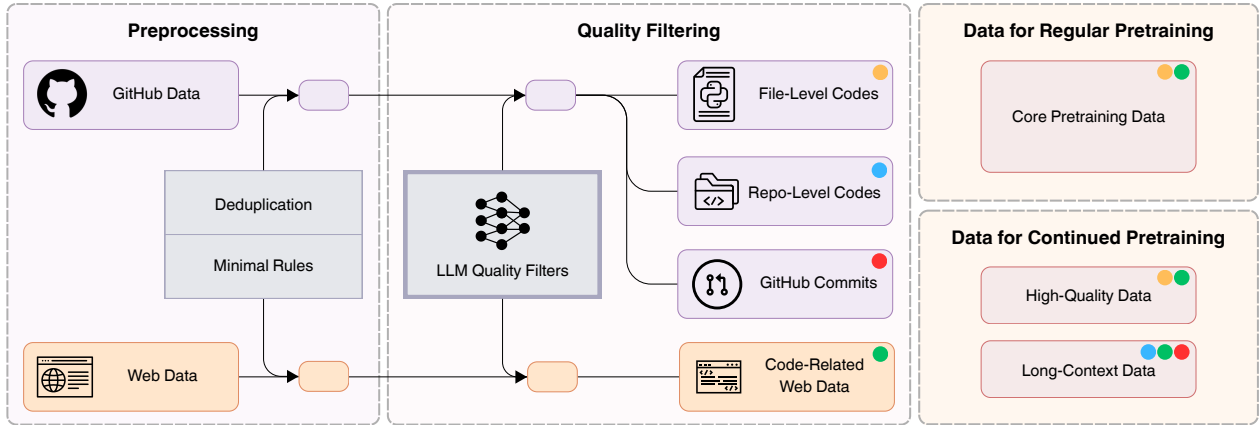 Preprocessing
GitHub Data
Deduplication
Minimal Rules
Web Data
Quality Filtering
LLM Quality Filters
File-Level Codes
Repo-Level Codes
GitHub Commits
Code-Related
Web Data
Data for Regular Pretraining
Core Pretraining Data
Data for Continued Pretraining
High-Quality Data
Long-Context Data